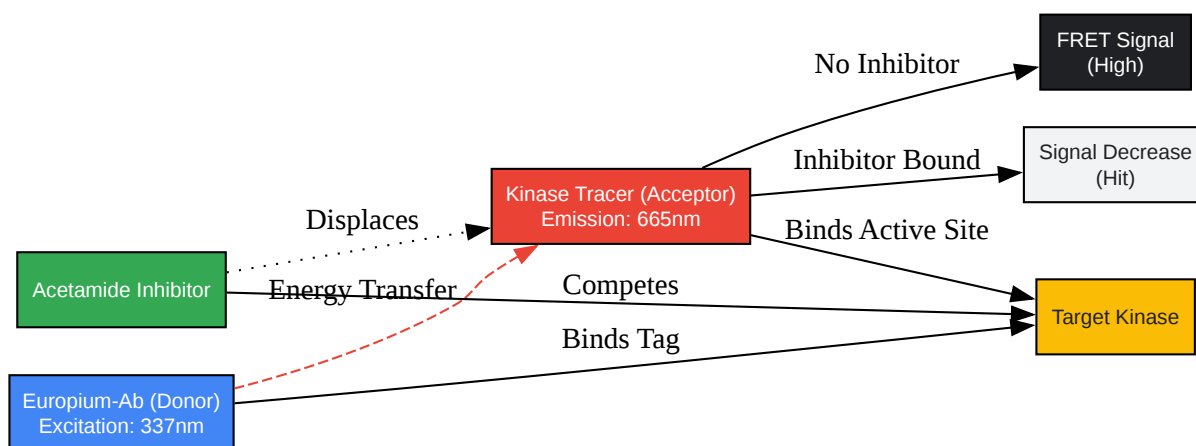 FRET Signal
(High)
No Inhibitor
Signal Decrease
(Hit)
Inhibitor Bound
Kinase Tracer (Acceptor)
Emission: 665nm
Displaces
Binds Active Site
Acetamide Inhibitor
Energy Transfer
Competes
Target Kinase
Binds Tag
Europium-Ab (Donor)
Excitation: 337nm